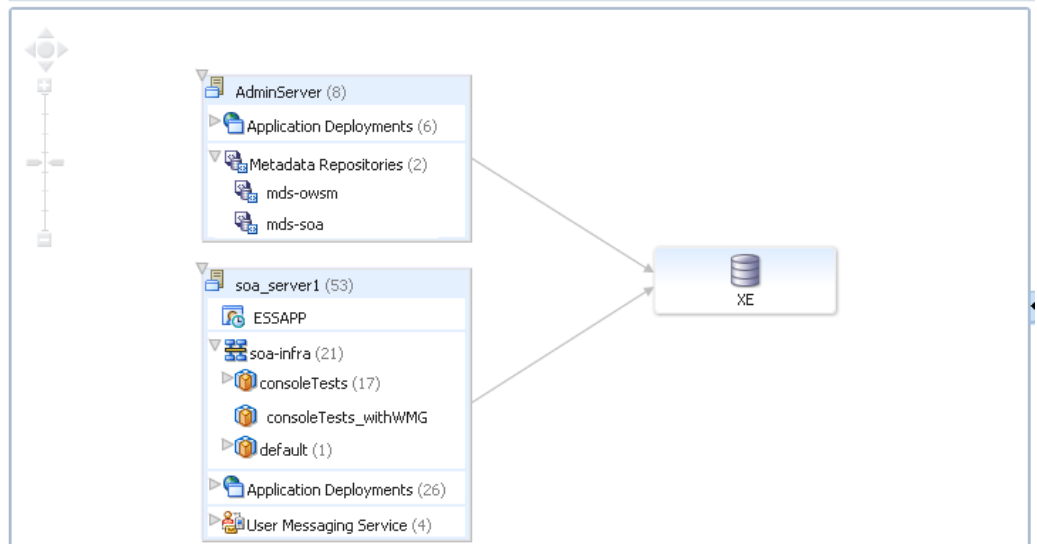 AdminServer (8)
Application Deployments (6)
Metadata Repositories (2)
mds-owsm
mds-soa
soa_server1 (53)
ESSAPP
soa-infra (21)
consoleTests (17)
consoleTests_withWMG
default (1)
Application Deployments (26)
User Messaging Service (4)
XE